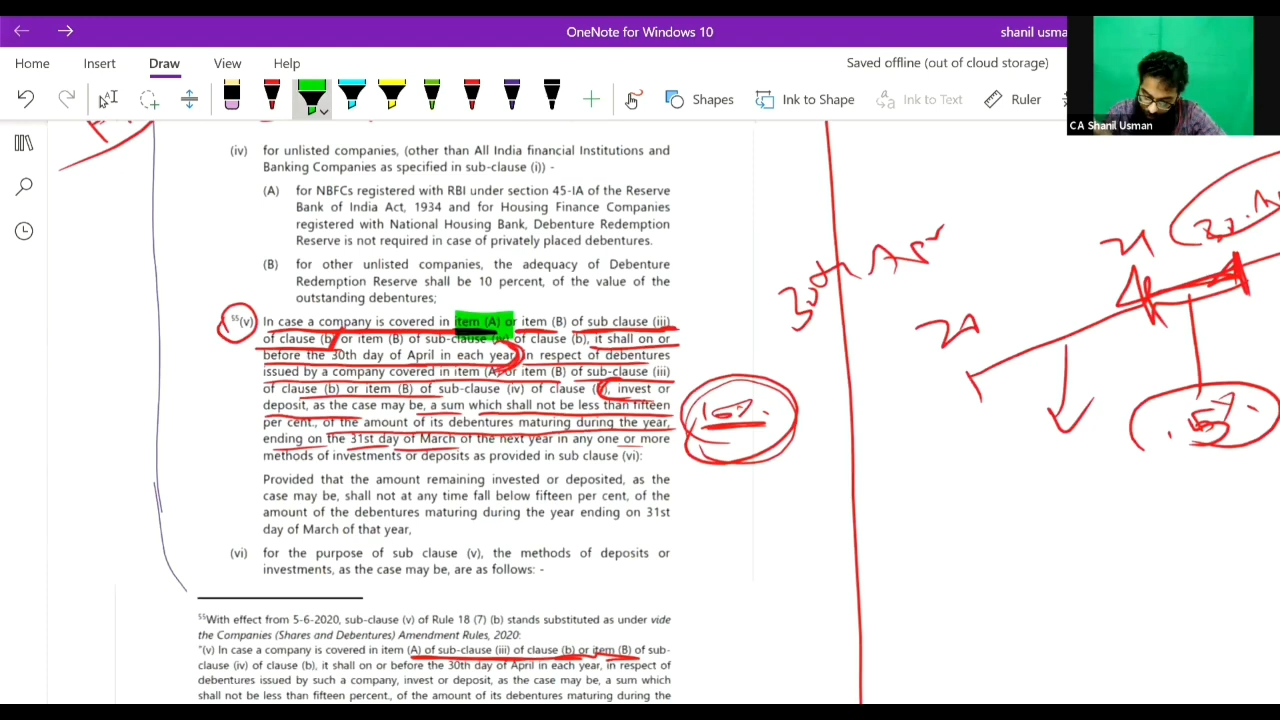 OneNote for Windows 10
shanil usma
Home Insert Draw View Help
Saved offline (out of cloud storage)
Shapes Ink to Shape Ink to Text Ruler
CA Shanil Usman
(iv) for unlisted companies, (other than All India financial Institutions and
Banking Companies as specified in sub-clause (i)) -
(A) for NBFCs registered with RBI under section 45-IA of the Reserve
Bank of India Act, 1934 and for Housing Finance Companies
registered with National Housing Bank, Debenture Redemption
Reserve is not required in case of privately placed debentures.
(B) for other unlisted companies, the adequacy of Debenture
Redemption Reserve shall be 10 percent, of the value of the
outstanding debentures;
55(v) In case a company is covered in item (A) or item (B) of sub clause (iii)
of clause (b) or item (B) of sub-clause of clause (b), it shall on or
before the 30th day of April in each year, in respect of debentures
issued by a company covered in item (A) or item (B) of sub-clause (iii)
of clause (b) or item (B) of sub-clause (iv) of clause invest or
deposit, as the case may be, a sum which shall not be less than fifteen
per cent., of the amount of its debentures maturing during the year,
ending on the 31st day of March of the next year in any one or more
methods of investments or deposits as provided in sub clause (vi):
Provided that the amount remaining invested or deposited, as the
case may be, shall not at any time fall below fifteen per cent, of the
amount of the debentures maturing during the year ending on 31st
day of March of that year,
(vi) for the purpose of sub clause (v), the methods of deposits or
investments, as the case may be, are as follows: -
55With effect from 5-6-2020, sub-clause (v) of Rule 18 (7) (b) stands substituted as under vide
the Companies (Shares and Debentures) Amendment Rules, 2020:
"(v) In case a company is covered in item (A) of sub-clause (iii) of clause (b) or item (B) of sub-
clause (iv) of clause (b), it shall on or before the 30th day of April in each year, in respect of
debentures issued by such a company, invest or deposit, as the case may be, a sum which
shall not be less than fifteen percent., of the amount of its debentures maturing during the
30th
21